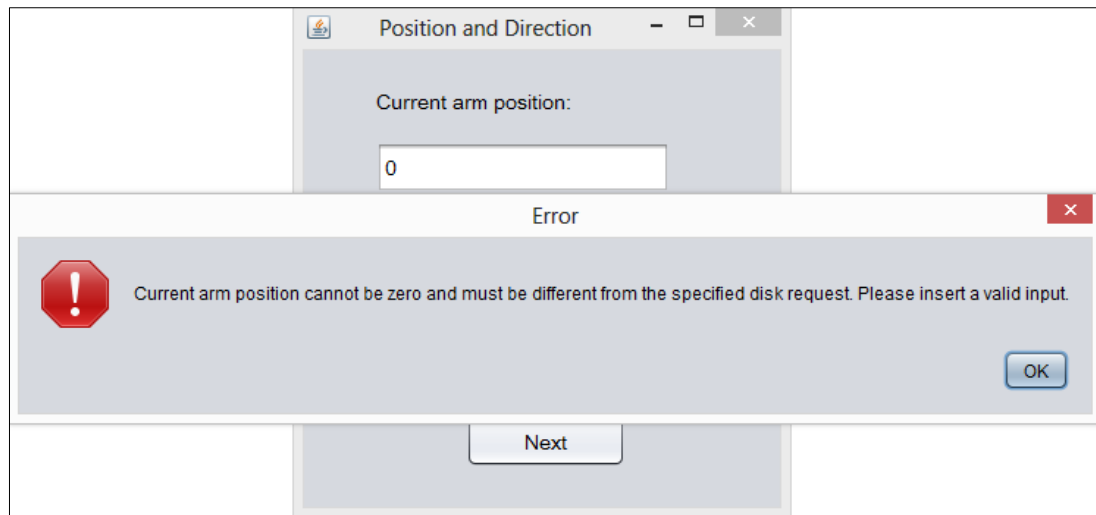 Position and Direction
Current arm position:
0
Error
Current arm position cannot be zero and must be different from the specified disk request. Please insert a valid input.
OK
Next